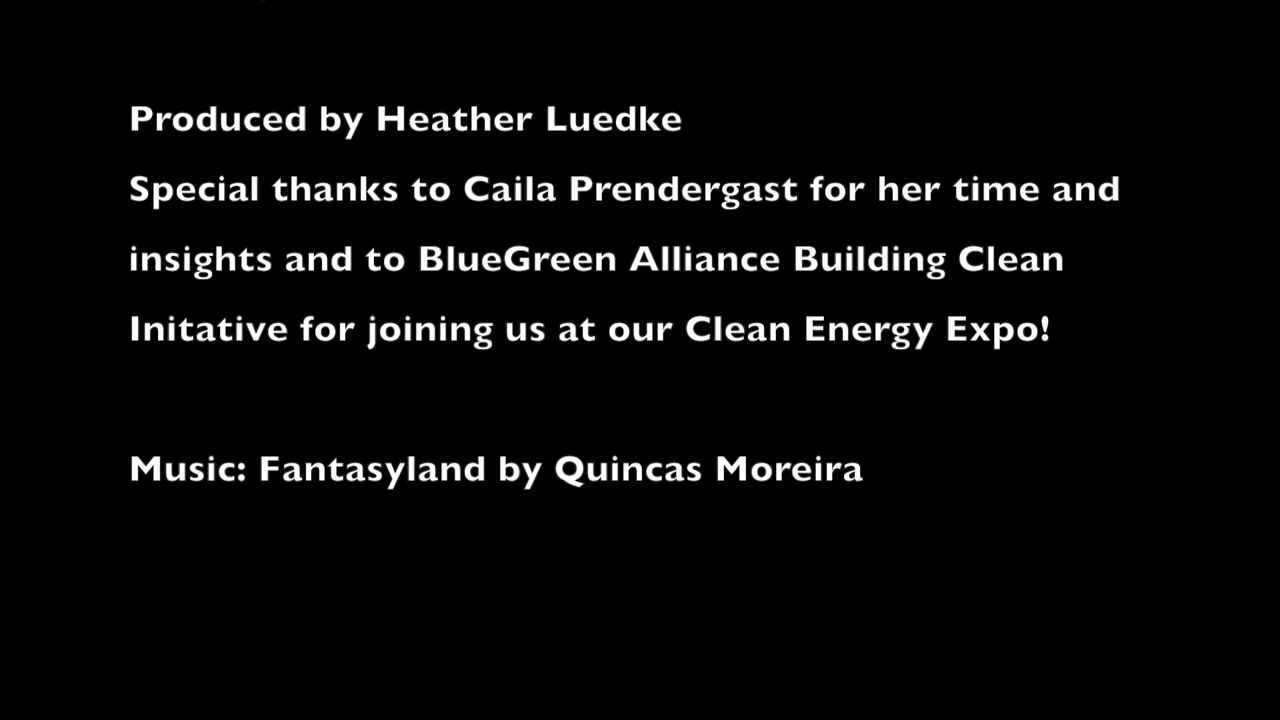 Produced by Heather Luedke
Special thanks to Caila Prendergast for her time and
insights and to BlueGreen Alliance Building Clean
Initative for joining us at our Clean Energy Expo!
Music: Fantasyland by Quincas Moreira